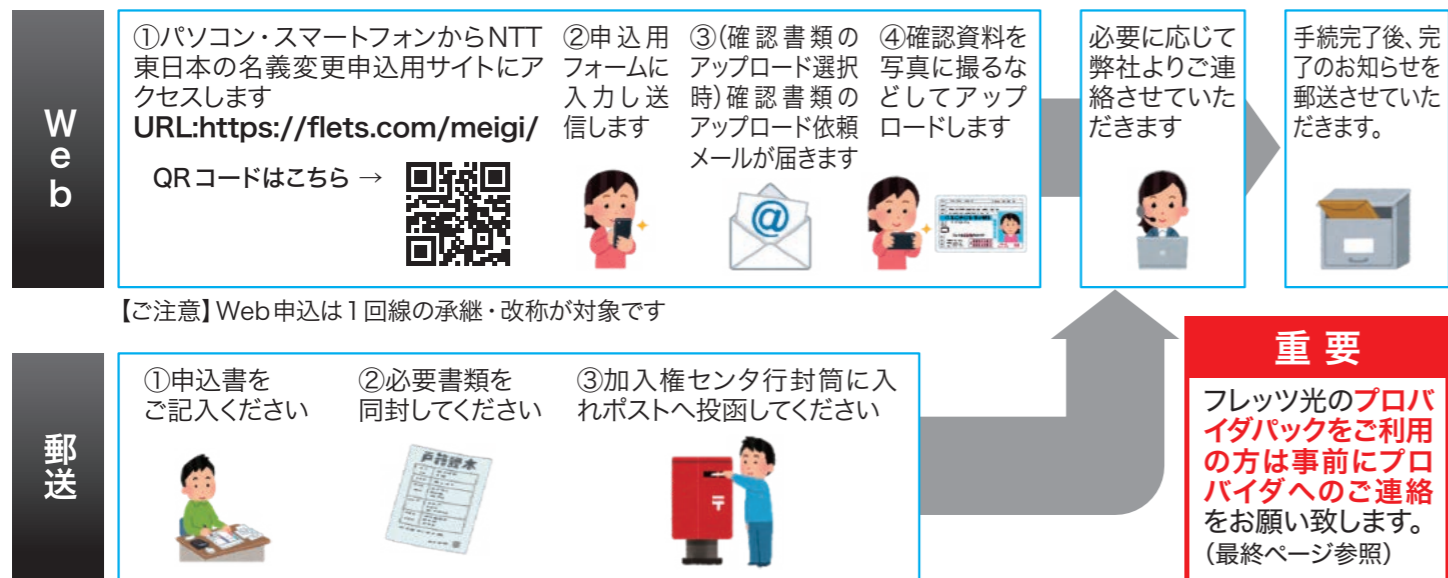 Web
①パソコン・スマートフォンからNTT
東日本の名義変更申込用サイトにア
クセスします
URL:https://flets.com/meigi/
QRコードはこちら →
②申込用
フォームに
入力し送
信します
③(確認書類の
アップロード選択
時)確認書類の
アップロード依頼
メールが届きます
④確認資料を
写真に撮るな
どしてアップ
ロードします
必要に応じて
弊社よりご連
絡させていた
だきます
手続完了後、完
了のお知らせを
郵送させていた
だきます。
【ご注意】Web申込は1回線の承継・改称が対象です
郵送
①申込書を
ご記入ください
②必要書類を
同封してください
戸籍謄本
③加入権センタ行封筒に入
れポストへ投函してください
〒
重要
フレッツ光のプロバ
イダパックをご利用
の方は事前にプロ
バイダへのご連絡
をお願い致します。
(最終ページ参照)